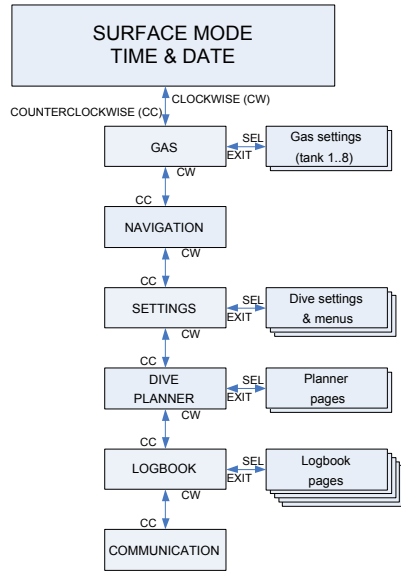 SURFACE MODE
TIME & DATE
CLOCKWISE (CW)
COUNTERCLOCKWISE (CC)
GAS
SEL
EXIT
Gas settings
(tank 1..8)
CW
CC
NAVIGATION
CW
CC
SETTINGS
SEL
EXIT
Dive settings
& menus
CW
CC
DIVE
PLANNER
SEL
EXIT
Planner
pages
CW
CC
LOGBOOK
SEL
EXIT
Logbook
pages
CW
CC
COMMUNICATION